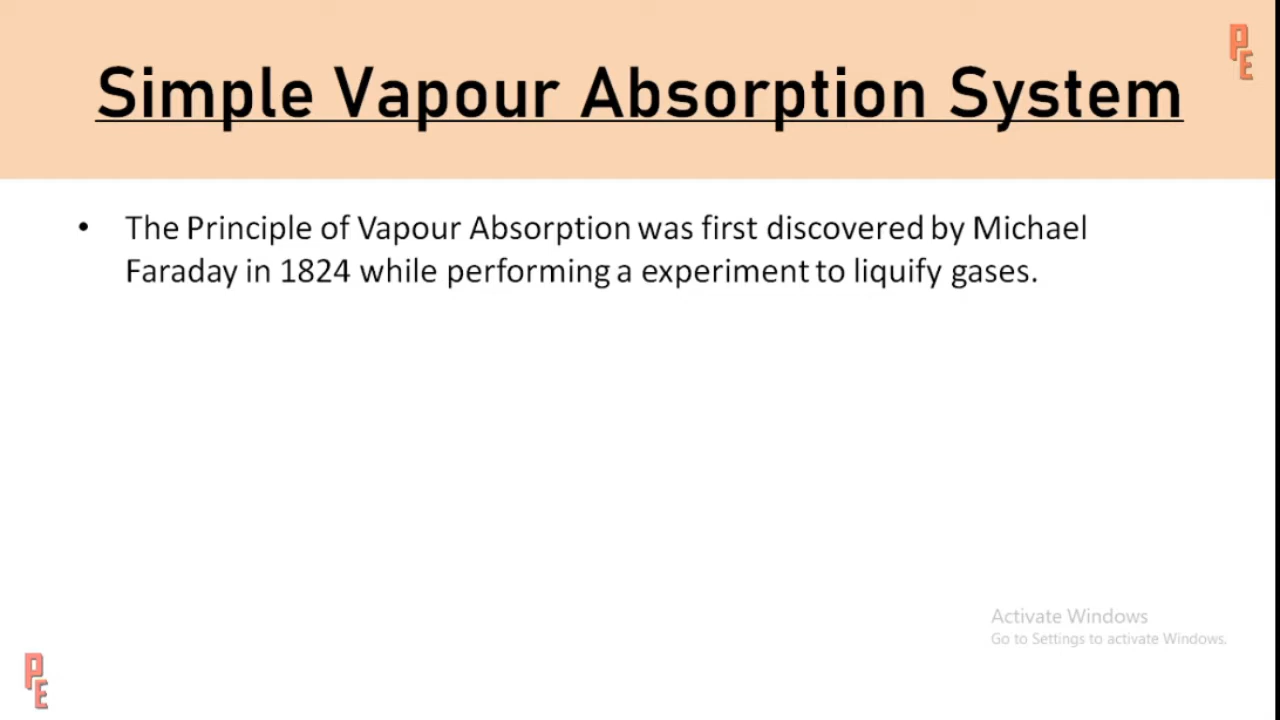 PE
Simple Vapour Absorption System
• The Principle of Vapour Absorption was first discovered by Michael
Faraday in 1824 while performing a experiment to liquify gases.
Activate Windows
Go to Settings to activate Windows.
PE